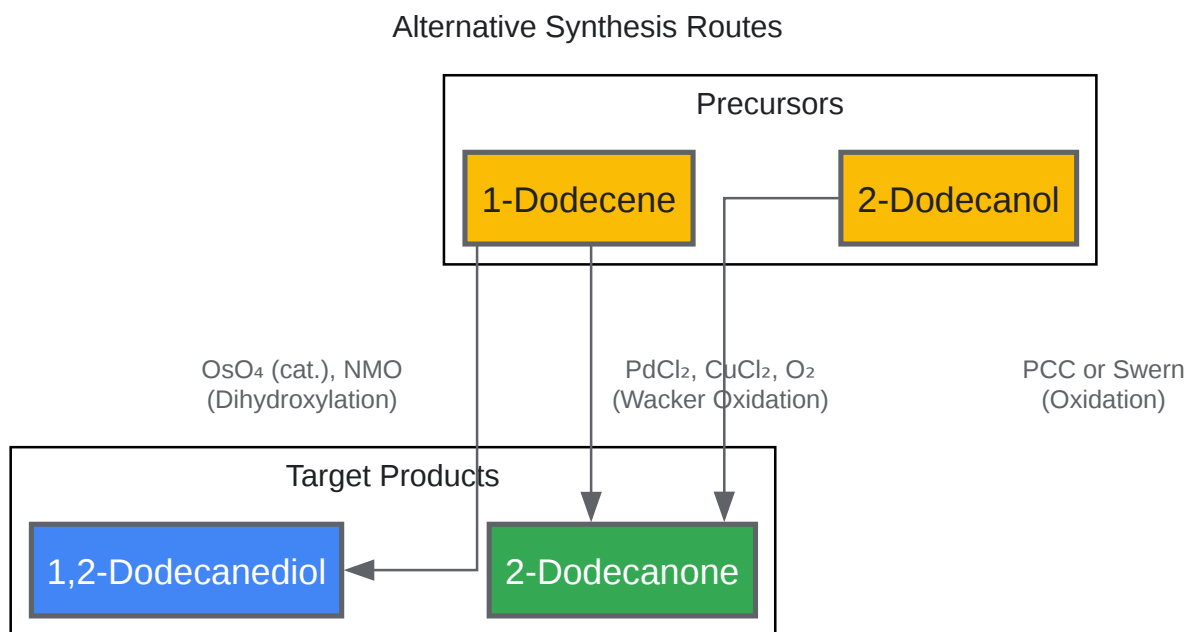 Alternative Synthesis Routes
Precursors
1-Dodecene
2-Dodecanol
OsO₄ (cat.), NMO
(Dihydroxylation)
PdCl₂, CuCl₂, O₂
(Wacker Oxidation)
PCC or Swern
(Oxidation)
Target Products
1,2-Dodecanediol
2-Dodecanone